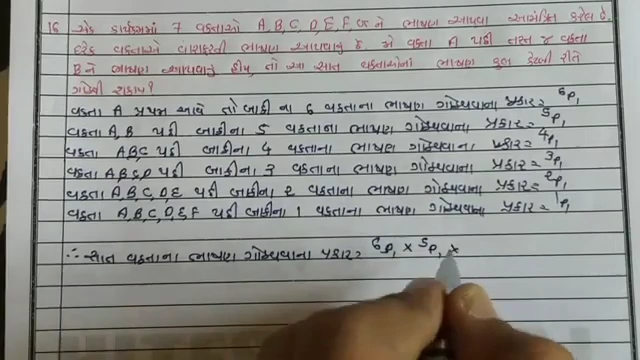 16 એક કાર્યક્રમમાં 7 વક્તાઓ A, B, C, D, E, F, G ને ભાષણ આપવા આમંત્રિત કરેલ છે.
દરેક વક્તાએ વારાફરતી ભાષણ આપવાનું છે. જો વક્તા A પછી તરત જ વક્તા
B ને ભાષણ આપવાનું હોય, તો આ સાત વક્તાઓનાં ભાષણ કુલ કેટલી રીતે
ગોઠવી શકાય?
વક્તા A પ્રથમ આવે તો બાકી ના 6 વક્તાના ભાષણ ગોઠવવાના પ્રકાર = ⁶P₁
વક્તા A,B પછી બાકીના 5 વક્તાના ભાષણ ગોઠવવાના પ્રકાર = ⁵P₁
વક્તા A,B,C પછી બાકીના 4 વક્તાના ભાષણ ગોઠવવાના પ્રકાર = ⁴P₁
વક્તા A,B,C,D પછી બાકીના 3 વક્તાના ભાષણ ગોઠવવાના પ્રકાર = ³P₁
વક્તા A,B,C,D,E પછી બાકીના 2 વક્તાના ભાષણ ગોઠવવાના પ્રકાર = ²P₁
વક્તા A,B,C,D,E,F પછી બાકીના 1 વક્તાના ભાષણ ગોઠવવાના પ્રકાર = ¹P₁
∴ સાત વક્તાના ભાષણ ગોઠવવાના પ્રકાર = ⁶P₁ × ⁵P₁ ×